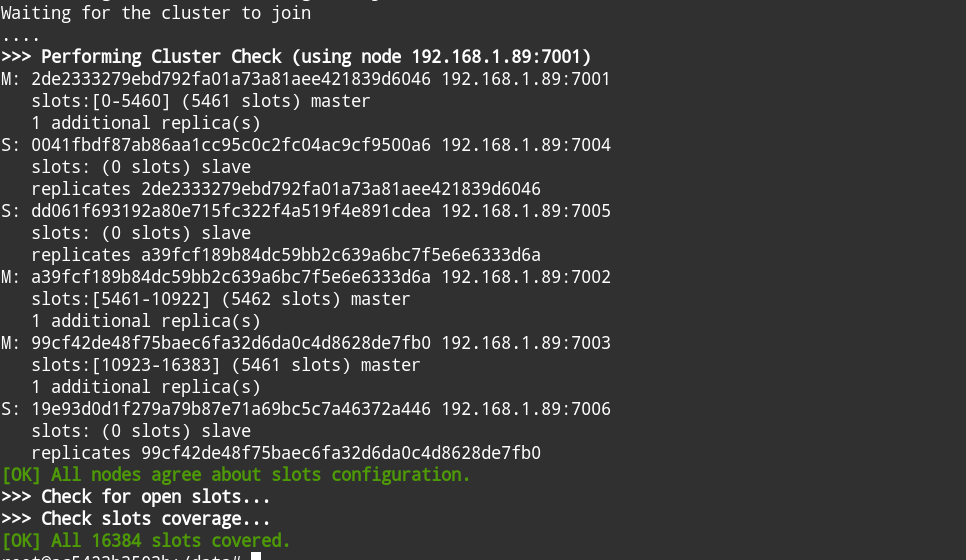 Waiting for the cluster to join
....
>>> Performing Cluster Check (using node 192.168.1.89:7001)
M: 2de2333279ebd792fa01a73a81aee421839d6046 192.168.1.89:7001
   slots:[0-5460] (5461 slots) master
   1 additional replica(s)
S: 0041fbdf87ab86aa1cc95c0c2fc04ac9cf9500a6 192.168.1.89:7004
   slots: (0 slots) slave
   replicates 2de2333279ebd792fa01a73a81aee421839d6046
S: dd061f693192a80e715fc322f4a519f4e891cdea 192.168.1.89:7005
   slots: (0 slots) slave
   replicates a39fcf189b84dc59bb2c639a6bc7f5e6e6333d6a
M: a39fcf189b84dc59bb2c639a6bc7f5e6e6333d6a 192.168.1.89:7002
   slots:[5461-10922] (5462 slots) master
   1 additional replica(s)
M: 99cf42de48f75baec6fa32d6da0c4d8628de7fb0 192.168.1.89:7003
   slots:[10923-16383] (5461 slots) master
   1 additional replica(s)
S: 19e93d0d1f279a79b87e71a69bc5c7a46372a446 192.168.1.89:7006
   slots: (0 slots) slave
   replicates 99cf42de48f75baec6fa32d6da0c4d8628de7fb0
[OK] All nodes agree about slots configuration.
>>> Check for open slots...
>>> Check slots coverage...
[OK] All 16384 slots covered.